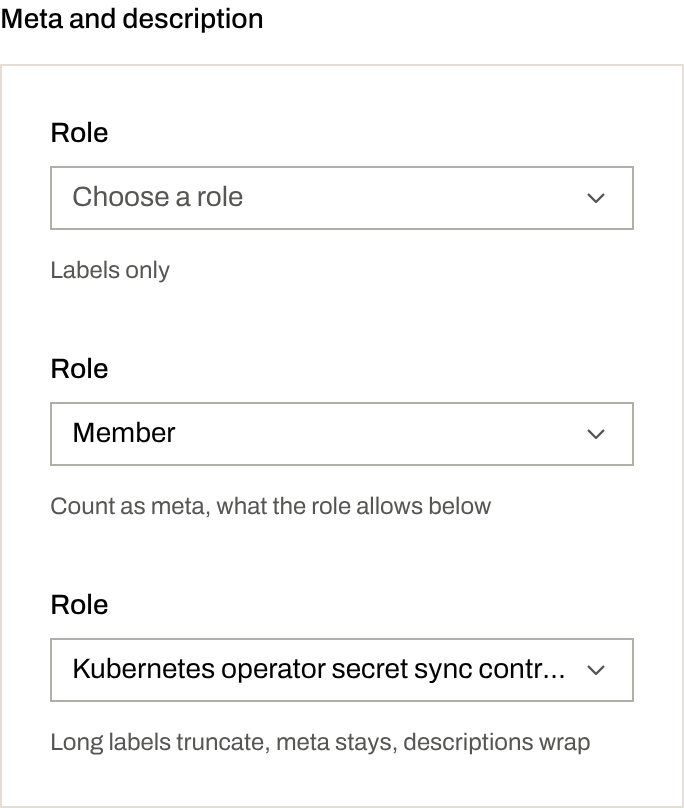 Meta and description
Role
Choose a role
Labels only
Role
Member
Count as meta, what the role allows below
Role
Kubernetes operator secret sync contr...
Long labels truncate, meta stays, descriptions wrap